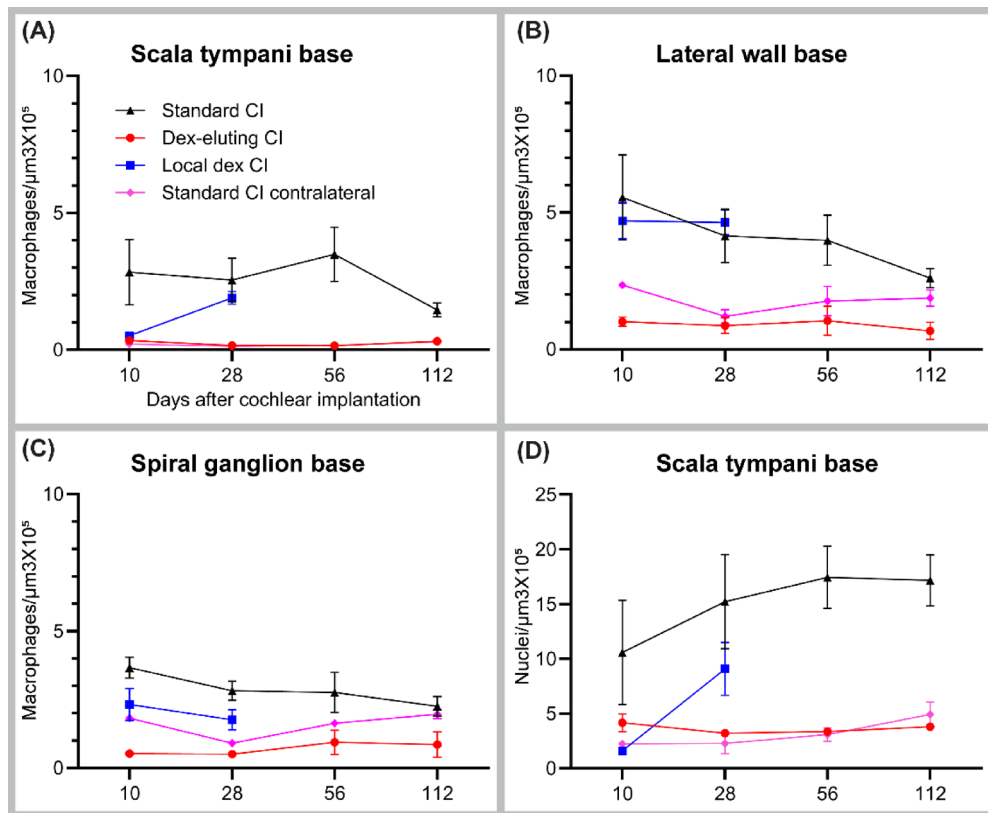 (A)
Scala tympani base
Macrophages/µm3X10⁵
10
5
0
Standard CI
Dex-eluting CI
Local dex CI
Standard CI contralateral
10 28 56 112
Days after cochlear implantation
(B)
Lateral wall base
Macrophages/µm3X10⁵
10
5
0
10 28 56 112
(C)
Spiral ganglion base
Macrophages/µm3X10⁵
10
5
0
10 28 56 112
(D)
Scala tympani base
Nuclei/µm3X10⁵
25
20
15
10
5
0
10 28 56 112